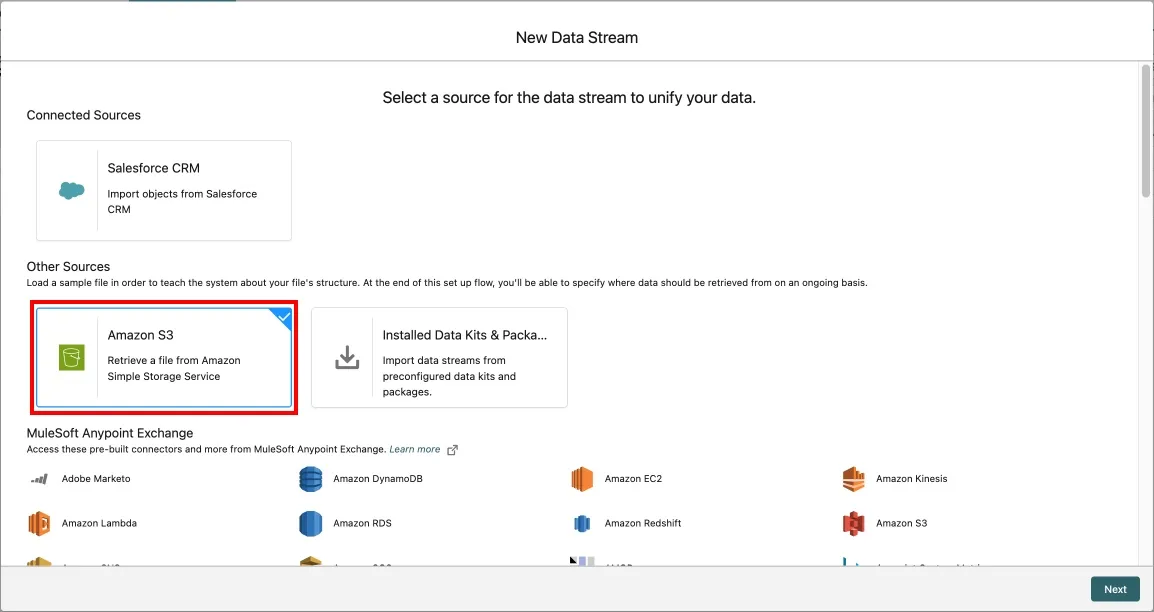 New Data Stream
Select a source for the data stream to unify your data.
Connected Sources
Salesforce CRM
Import objects from Salesforce
CRM
Other Sources
Load a sample file in order to teach the system about your file's structure. At the end of this set up flow, you'll be able to specify where data should be retrieved from on an ongoing basis.
Amazon S3
Retrieve a file from Amazon
Simple Storage Service
Installed Data Kits & Packa...
Import data streams from
preconfigured data kits and
packages.
MuleSoft Anypoint Exchange
Access these pre-built connectors and more from MuleSoft Anypoint Exchange. Learn more
Adobe Marketo
Amazon DynamoDB
Amazon EC2
Amazon Kinesis
Amazon Lambda
Amazon RDS
Amazon Redshift
Amazon S3
Next